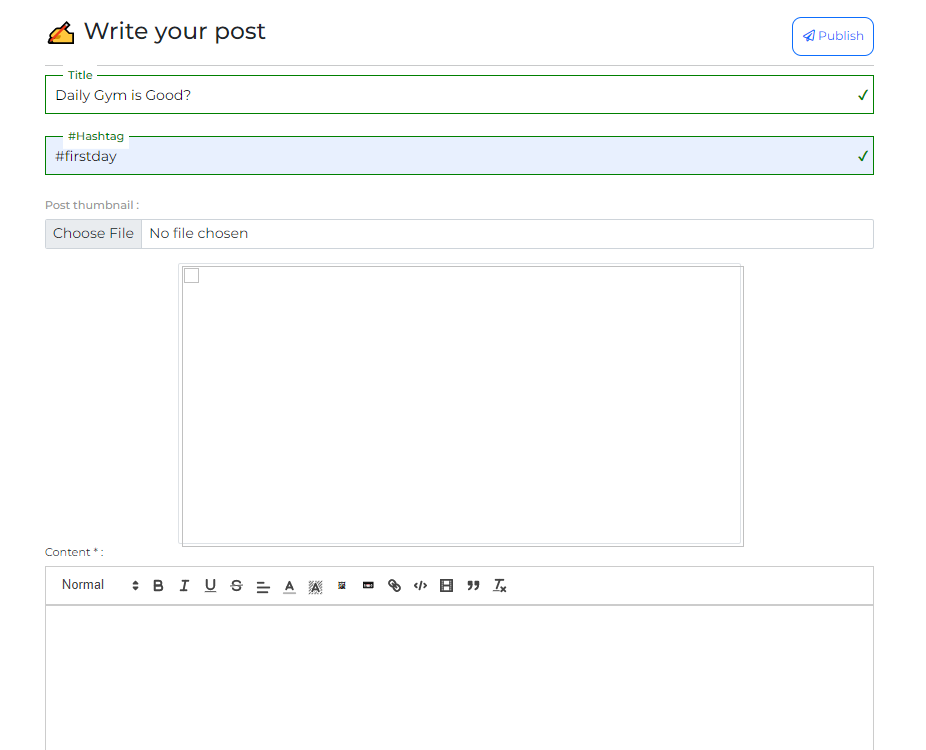 Write your post
Publish
Title
Daily Gym is Good?
#Hashtag
#firstday
Post thumbnail :
Choose File No file chosen
Content * :
Normal